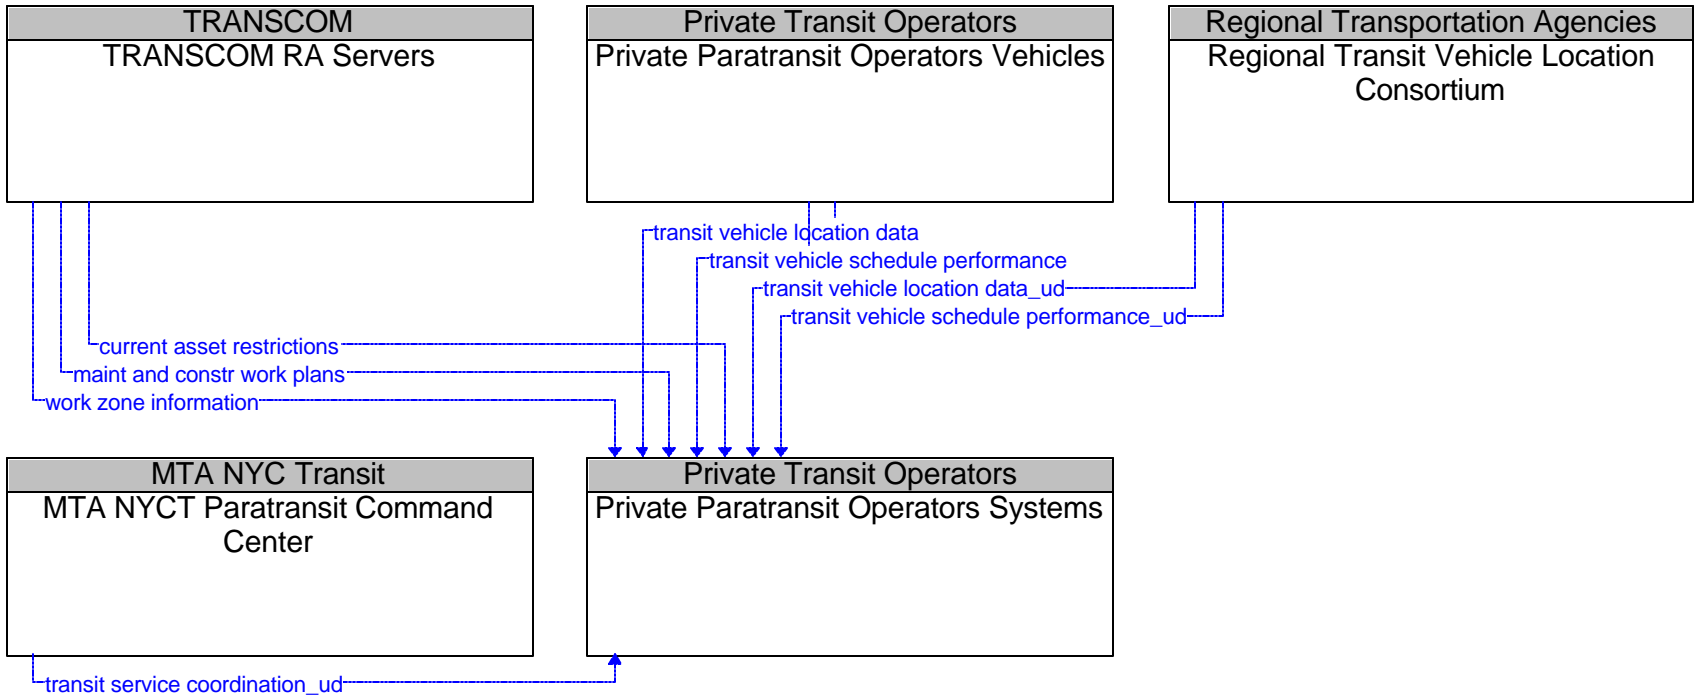 TRANSCOM
TRANSCOM RA Servers
Private Transit Operators
Private Paratransit Operators Vehicles
Regional Transportation Agencies
Regional Transit Vehicle Location
Consortium
transit vehicle location data
transit vehicle schedule performance
transit vehicle location data_ud
transit vehicle schedule performance_ud
current asset restrictions
maint and constr work plans
work zone information
MTA NYC Transit
MTA NYCT Paratransit Command
Center
Private Transit Operators
Private Paratransit Operators Systems
transit service coordination_ud